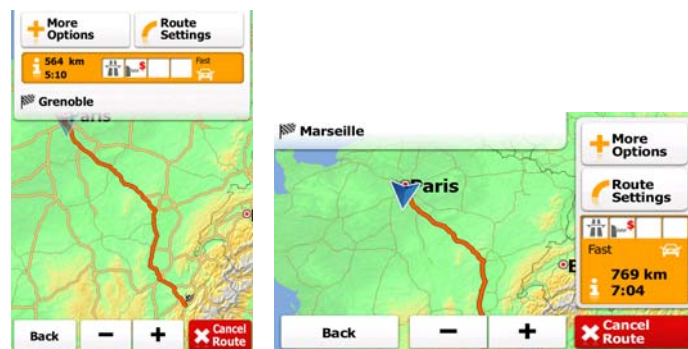 More
Options
Route
Settings
564 km
5:10
$
Fast
Grenoble
Paris
Back
−
+
Cancel
Route
Marseille
Paris
More
Options
Route
Settings
$
Fast
769 km
7:04
Back
−
+
Cancel
Route